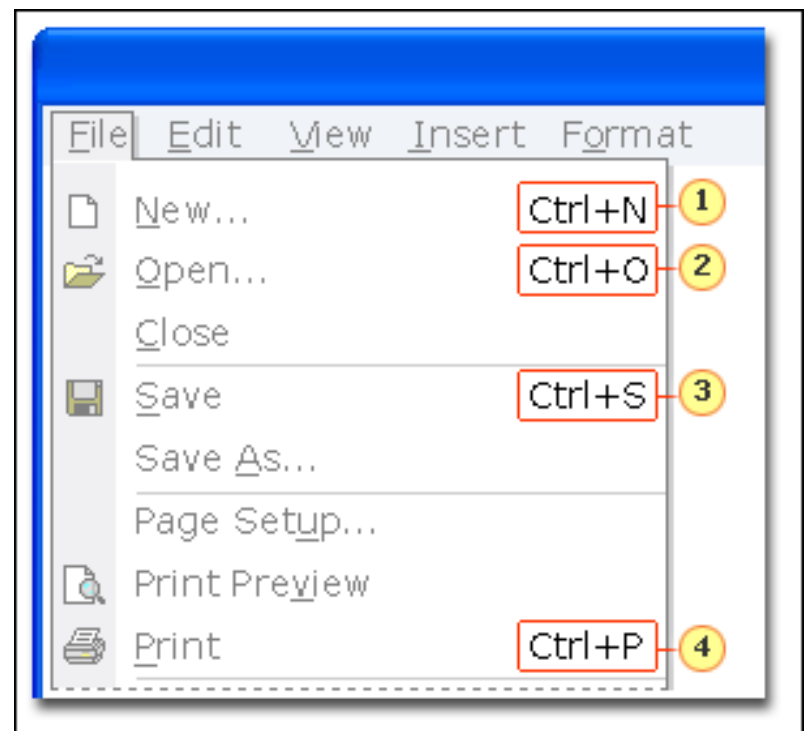 File Edit View Insert Format
New... Ctrl+N 1
Open... Ctrl+O 2
Close
Save Ctrl+S 3
Save As...
Page Setup...
Print Preview
Print Ctrl+P 4